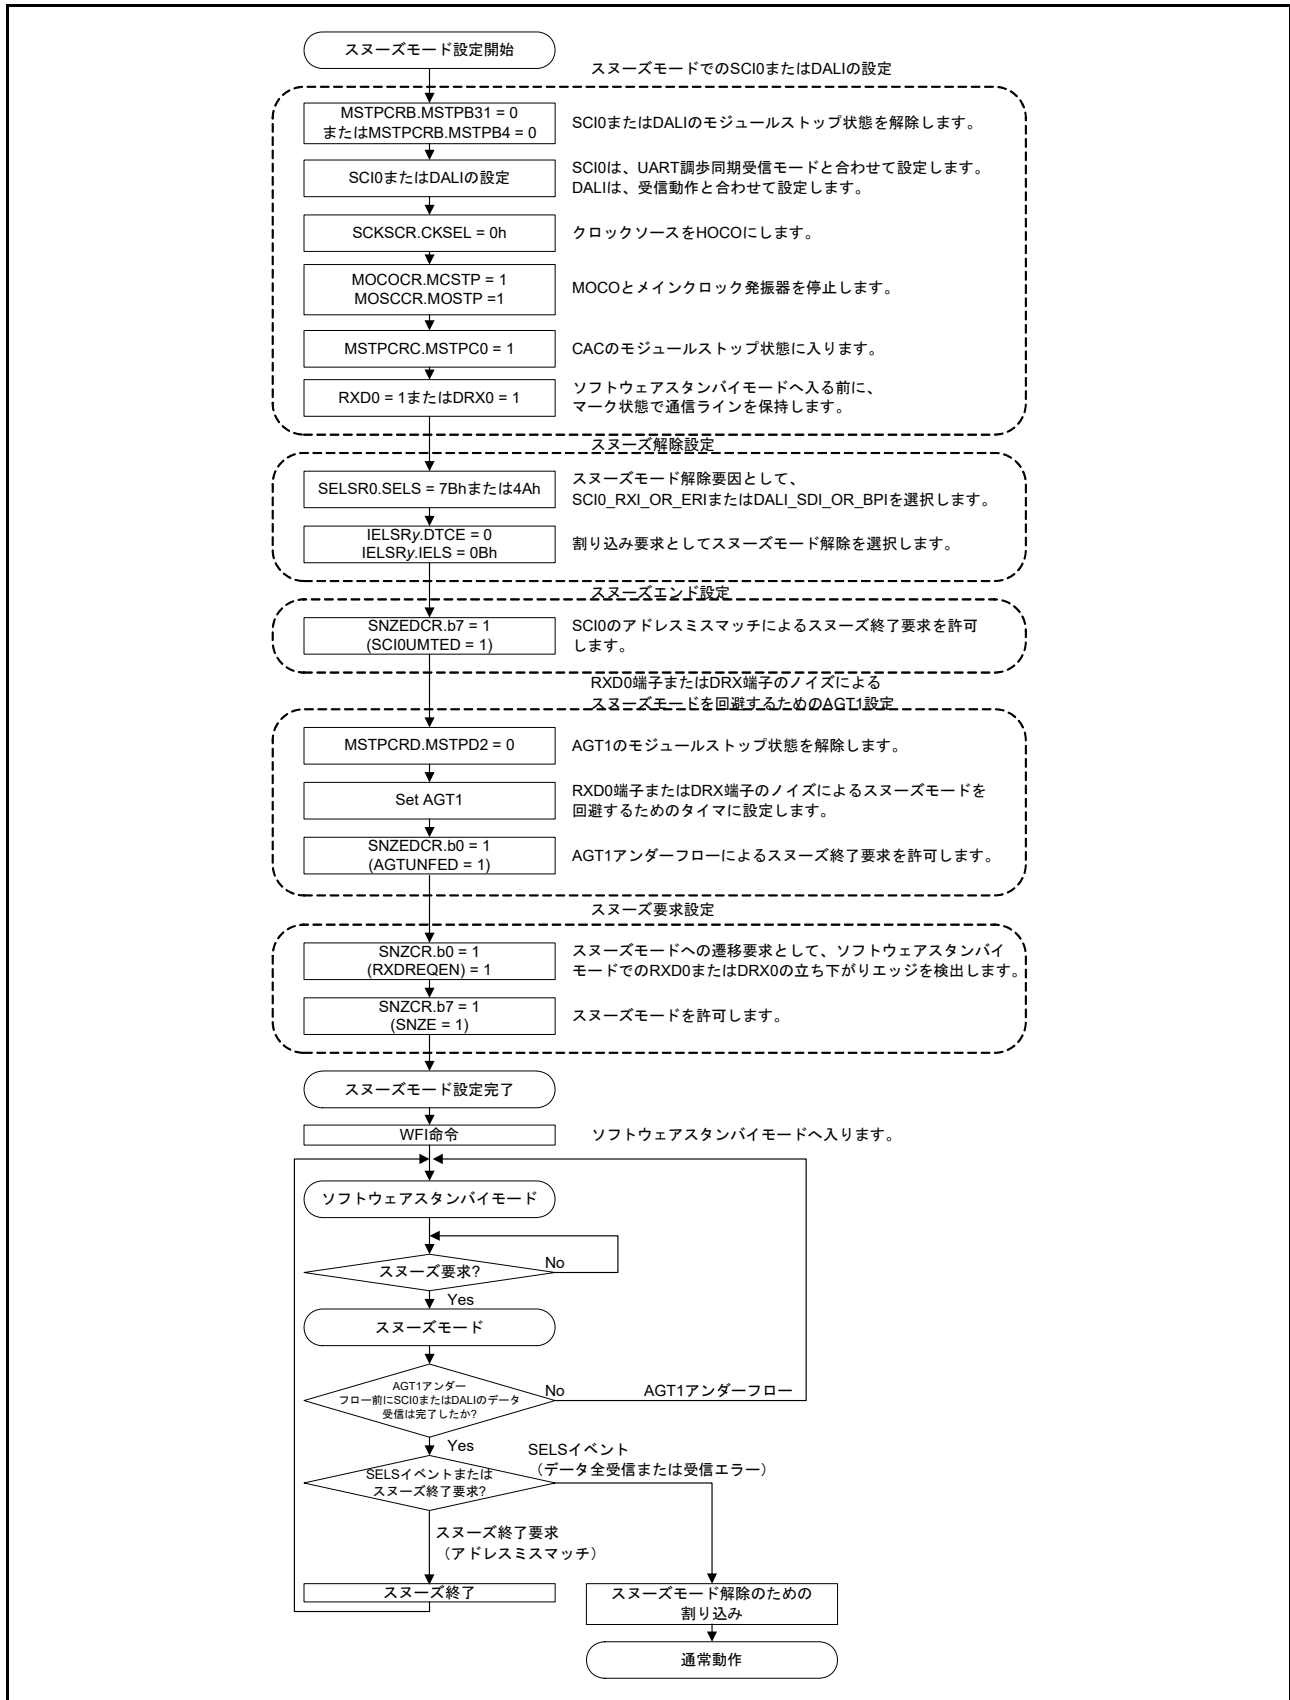 スヌーズモード設定開始
スヌーズモードでのSCI0またはDALIの設定
MSTPCRB.MSTPB31 = 0
またはMSTPCRB.MSTPB4 = 0
SCI0またはDALIのモジュールストップ状態を解除します。
SCI0またはDALIの設定
SCI0は、UART調歩同期受信モードと合わせて設定します。
DALIは、受信動作と合わせて設定します。
SCKSCR.CKSEL = 0h
クロックソースをHOCOにします。
MOCOCR.MCSTP = 1
MOSCCR.MOSTP =1
MOCOとメインクロック発振器を停止します。
MSTPCRC.MSTPC0 = 1
CACのモジュールストップ状態に入ります。
RXD0 = 1またはDRX0 = 1
ソフトウェアスタンバイモードへ入る前に、
マーク状態で通信ラインを保持します。
スヌーズ解除設定
SELSR0.SELS = 7Bhまたは4Ah
スヌーズモード解除要因として、
SCI0_RXI_OR_ERIまたはDALI_SDI_OR_BPIを選択します。
IELSRy.DTCE = 0
IELSRy.IELS = 0Bh
割り込み要求としてスヌーズモード解除を選択します。
スヌーズエンド設定
SNZEDCR.b7 = 1
(SCI0UMTED = 1)
SCI0のアドレスミスマッチによるスヌーズ終了要求を許可
します。
RXD0端子またはDRX端子のノイズによる
スヌーズモードを回避するためのAGT1設定
MSTPCRD.MSTPD2 = 0
AGT1のモジュールストップ状態を解除します。
Set AGT1
RXD0端子またはDRX端子のノイズによるスヌーズモードを
回避するためのタイマに設定します。
SNZEDCR.b0 = 1
(AGTUNFED = 1)
AGT1アンダーフローによるスヌーズ終了要求を許可します。
スヌーズ要求設定
SNZCR.b0 = 1
(RXDREQEN) = 1
スヌーズモードへの遷移要求として、ソフトウェアスタンバイ
モードでのRXD0またはDRX0の立ち下がりエッジを検出します。
SNZCR.b7 = 1
(SNZE = 1)
スヌーズモードを許可します。
スヌーズモード設定完了
WFI命令
ソフトウェアスタンバイモードへ入ります。
ソフトウェアスタンバイモード
スヌーズ要求?
No
Yes
スヌーズモード
AGT1アンダー
フロー前にSCI0またはDALIのデータ
受信は完了したか?
No
AGT1アンダーフロー
Yes
SELSイベント
（データ全受信または受信エラー）
SELSイベントまたは
スヌーズ終了要求?
スヌーズ終了要求
（アドレスミスマッチ）
スヌーズ終了
スヌーズモード解除のための
割り込み
通常動作